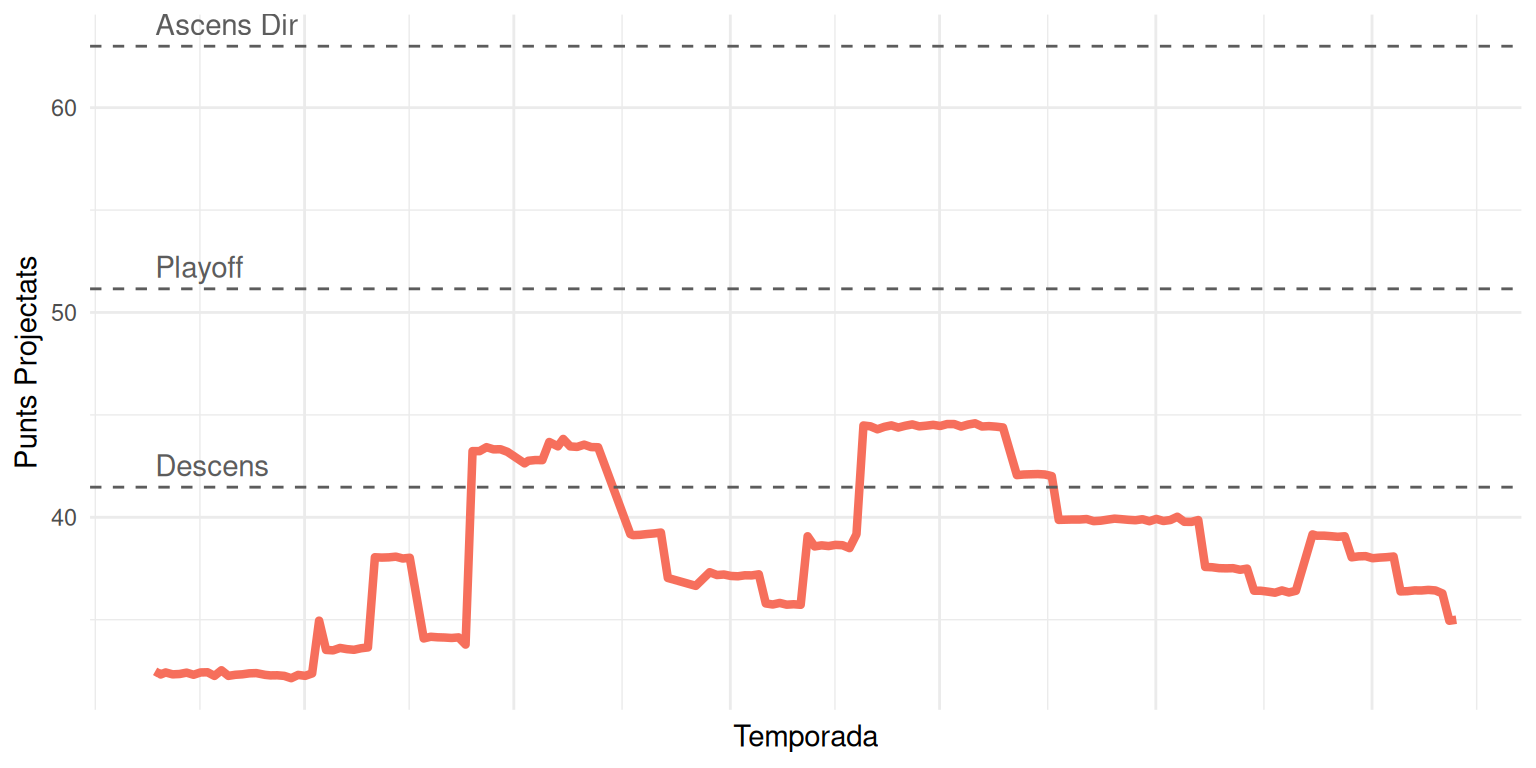 Ascens Dir
60
Playoff
50
Descens
40
Punts Projectats
Temporada